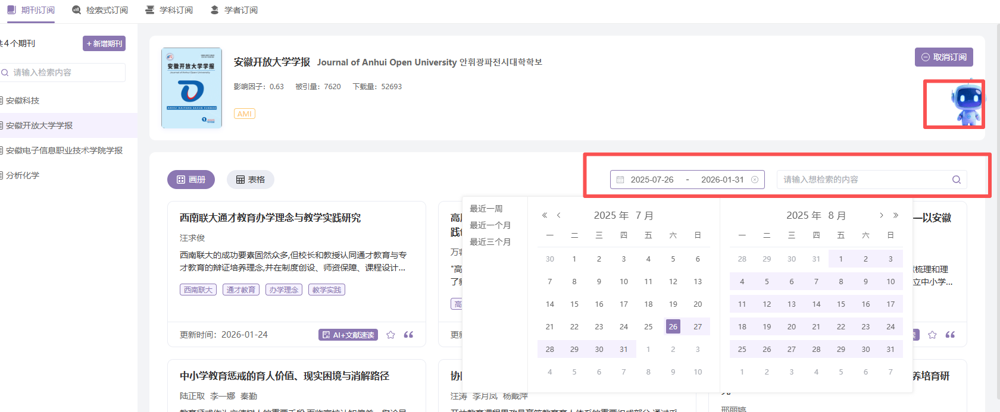 期刊订阅 检索式订阅 学科订阅 学者订阅
4个期刊 + 新增期刊
请输入检索内容
安徽科技
安徽开放大学学报
安徽电子信息职业技术学院学报
分析化学
安徽开放大学学报
安徽开放大学学报 Journal of Anhui Open University 안휘광파전시대학학보
影响因子：0.63 被引量：7620 下载量：52693
AMI
取消订阅
画册 表格
2025-07-26 - 2026-01-31 请输入想检索的内容
最近一周
最近一个月
最近三个月
2025 年 7 月
一 二 三 四 五 六 日
30 1 2 3 4 5 6
7 8 9 10 11 12 13
14 15 16 17 18 19 20
21 22 23 24 25 26 27
28 29 30 31 1 2 3
4 5 6 7 8 9 10
2025 年 8 月
一 二 三 四 五 六 日
28 29 30 31 1 2 3
4 5 6 7 8 9 10
11 12 13 14 15 16 17
18 19 20 21 22 23 24
25 26 27 28 29 30 31
1 2 3 4 5 6 7
西南联大通才教育办学理念与教学实践研究
汪求俊
西南联大的成功要素固然众多,但校长和教授认同通才教育与专
才教育的辩证培养理念,并在制度创设、师资保障、课程设计...
西南联大 通才教育 办学理念 教学实践
更新时间：2026-01-24 AI+文献速读
践
万
"高
了
高
更
—以安徽
梳理和理
立中小学...
中小学教育惩戒的育人价值、现实困境与消解路径
陆正取 李一娜 秦勤
协
汪涛 李月凤 杨戴萍
养培育研
邢丽婷